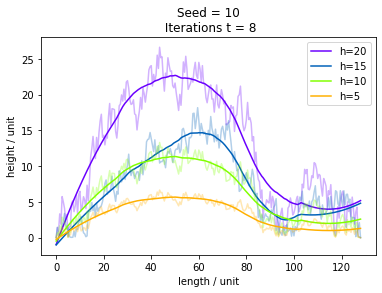 Seed = 10
Iterations t = 8
height / unit
25
20
15
10
5
0
h=20
h=15
h=10
h=5
0
20
40
60
80
100
120
length / unit